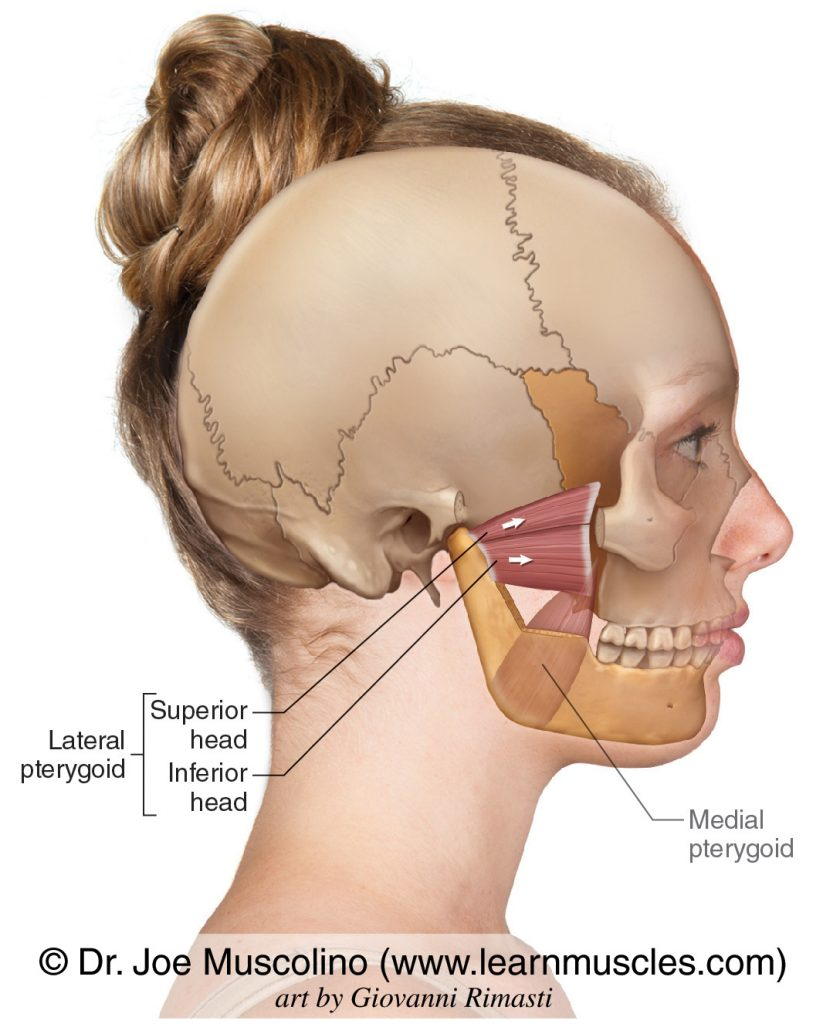 Superior
head
Lateral
pterygoid
Inferior
head
Medial
pterygoid
© Dr. Joe Muscolino (www.learnmuscles.com)
art by Giovanni Rimasti